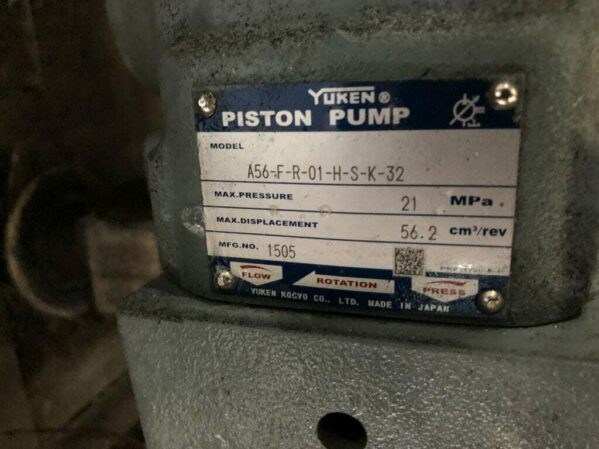 YUKEN®
PISTON PUMP
MODEL
A56-F-R-01-H-S-K-32
MAX.PRESSURE 21 MPa
MAX.DISPLACEMENT 56.2 cm³/rev
MFG.NO. 1505
FLOW ROTATION PRESS
YUKEN KOGYO CO., LTD. MADE IN JAPAN